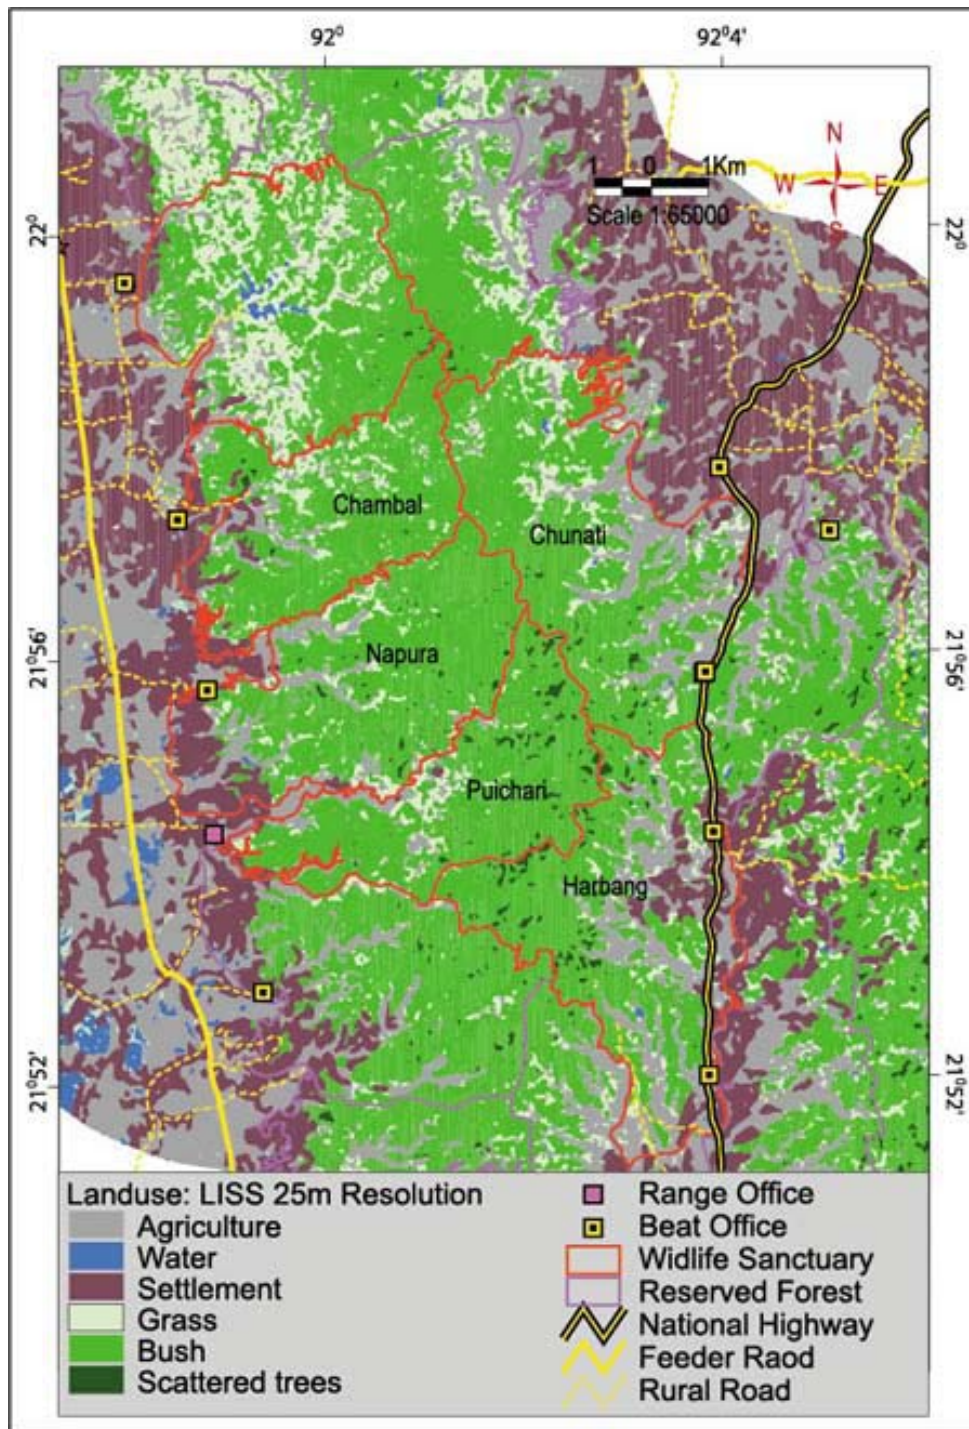 92⁰
92⁰4'
N
W
E
S
1 0 1Km
Scale 1:65000
22⁰
22⁰
Chambal
Chunati
Napura
21⁰56'
21⁰56'
Puichari
Harbang
21⁰52'
21⁰52'
Landuse: LISS 25m Resolution
Agriculture
Water
Settlement
Grass
Bush
Scattered trees
Range Office
Beat Office
Widlife Sanctuary
Reserved Forest
National Highway
Feeder Raod
Rural Road